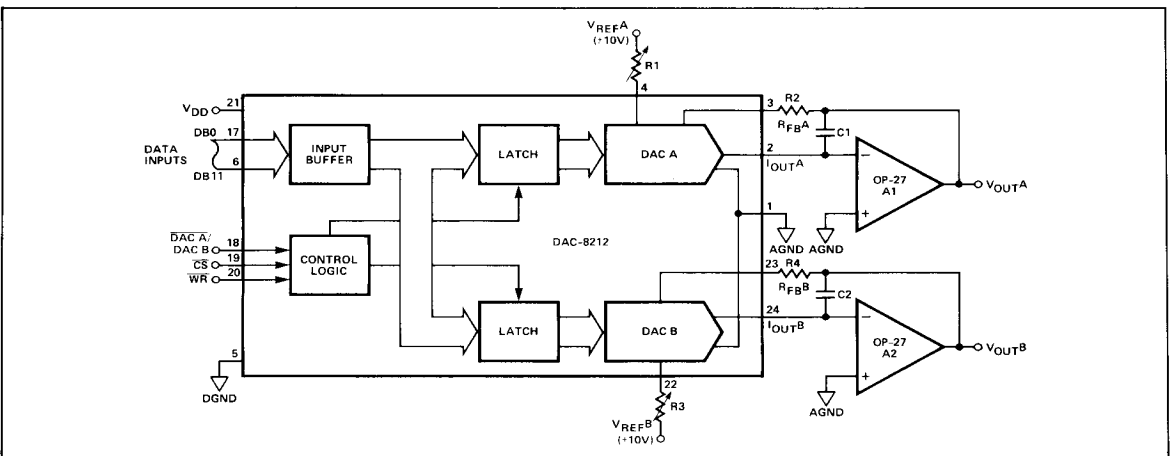 VREFA
(+10V)
R1
4
VDD 21
3 R2
RFBA
C1
DB0 17
DATA
INPUTS
6
DB11
INPUT
BUFFER
LATCH
DAC A
2
IOUTA
−
OP-27
A1
+
VOUTA
1
AGND AGND
DAC-8212
DAC A/
DAC B 18
CS 19
WR 20
CONTROL
LOGIC
23 R4
RFBB
C2
LATCH
DAC B
24
IOUTB
−
OP-27
A2
+
VOUTB
5
DGND
22
R3
VREFB
(+10V)
AGND